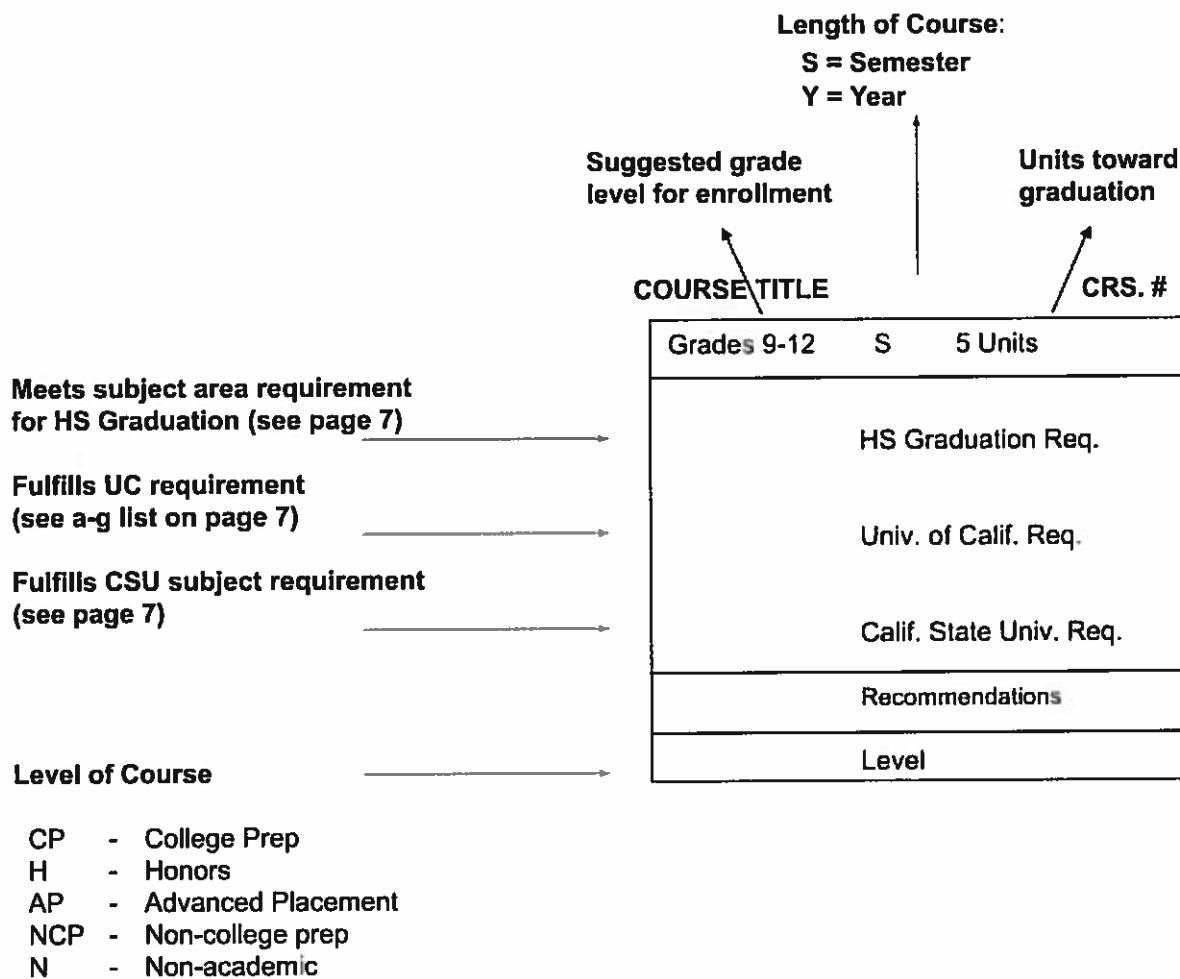 Length of Course:
S = Semester
Y = Year
Suggested grade
level for enrollment
Units toward
graduation
COURSE TITLE CRS. #
Grades 9-12 S 5 Units
Meets subject area requirement
for HS Graduation (see page 7)
HS Graduation Req.
Fulfills UC requirement
(see a-g list on page 7)
Univ. of Calif. Req.
Fulfills CSU subject requirement
(see page 7)
Calif. State Univ. Req.
Recommendations
Level of Course
Level
CP - College Prep
H - Honors
AP - Advanced Placement
NCP - Non-college prep
N - Non-academic